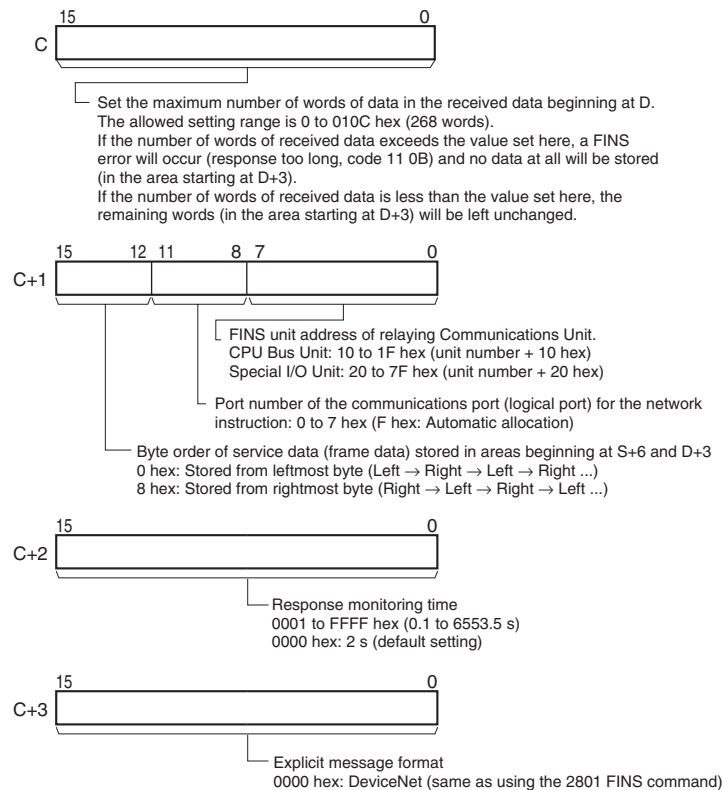 15 0
C
Set the maximum number of words of data in the received data beginning at D.
The allowed setting range is 0 to 010C hex (268 words).
If the number of words of received data exceeds the value set here, a FINS
error will occur (response too long, code 11 0B) and no data at all will be stored
(in the area starting at D+3).
If the number of words of received data is less than the value set here, the
remaining words (in the area starting at D+3) will be left unchanged.
15 12 11 8 7 0
C+1
FINS unit address of relaying Communications Unit.
CPU Bus Unit: 10 to 1F hex (unit number + 10 hex)
Special I/O Unit: 20 to 7F hex (unit number + 20 hex)
Port number of the communications port (logical port) for the network
instruction: 0 to 7 hex (F hex: Automatic allocation)
Byte order of service data (frame data) stored in areas beginning at S+6 and D+3
0 hex: Stored from leftmost byte (Left → Right → Left → Right ...)
8 hex: Stored from rightmost byte (Right → Left → Right → Left ...)
15 0
C+2
Response monitoring time
0001 to FFFF hex (0.1 to 6553.5 s)
0000 hex: 2 s (default setting)
15 0
C+3
Explicit message format
0000 hex: DeviceNet (same as using the 2801 FINS command)